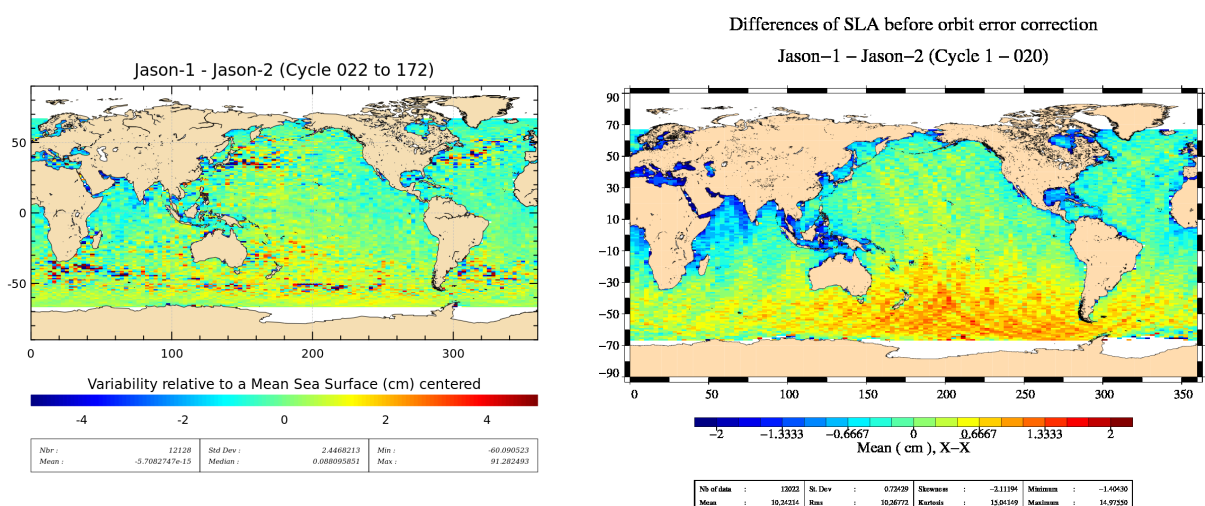 Jason-1 - Jason-2 (Cycle 022 to 172)
50
0
-50
0 100 200 300
Variability relative to a Mean Sea Surface (cm) centered
-4 -2 0 2 4
Nbr : 12128 Std Dev : 2.4468213 Min : -60.090523
Mean : -5.7082747e-15 Median : 0.088095851 Max : 91.282493
Differences of SLA before orbit error correction
Jason−1 − Jason−2 (Cycle 1 − 020)
90
70
50
30
10
−10
−30
−50
−70
−90
0 50 100 150 200 250 300 350
−2 −1.3333 −0.6667 0 0.6667 1.3333 2
Mean ( cm ), X−X
Nb of data : 12022 St. Dev : 0.72429 Skewness : −2.11194 Minimum : −1.40430
Mean : 10.24214 Rms : 10.26772 Kurtosis : 15.04149 Maximum : 14.97550